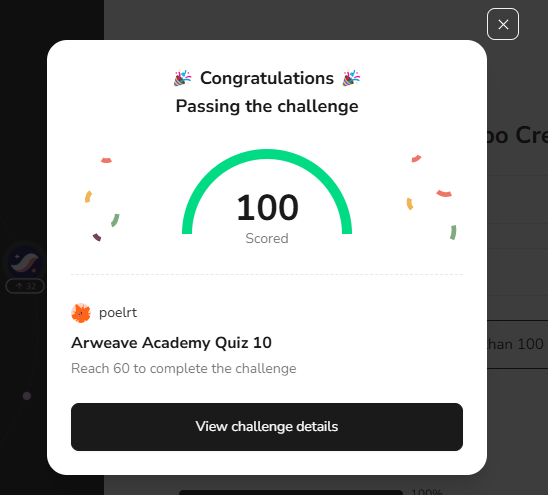 Congratulations
Passing the challenge
100
Scored
poelrt
Arweave Academy Quiz 10
Reach 60 to complete the challenge
View challenge details
32
oo Cre
han 100
100%